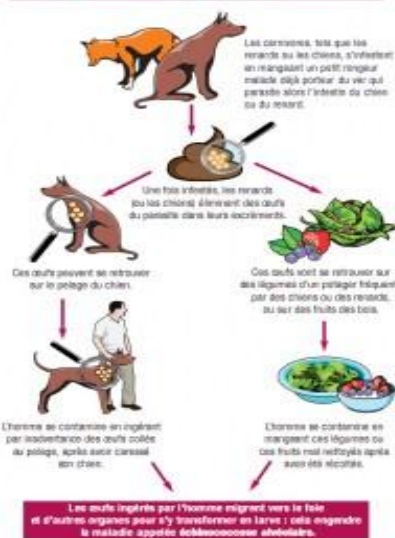 Les carnivores, tels que les
renards ou les chiens, s'infestent
en mangeant un petit rongeur
malade déjà porteur du ver qui
parasite alors l'intestin du chien
ou du renard.
Une fois infestés, les renards
(ou les chiens) éliminent des œufs
du parasite dans leurs excréments.
Ces œufs peuvent se retrouver
sur le pelage du chien.
Ces œufs vont se retrouver sur
des légumes d'un potager fréquenté
par des chiens ou des renards,
ou sur des fruits des bois.
L'homme se contamine en ingérant
par inadvertance des œufs collés
au pelage, après avoir caressé
son chien.
L'homme se contamine en
mangeant ces légumes ou
ces fruits mal nettoyés après
avoir été récoltés.
Les œufs ingérés par l'homme migrent vers le foie
et d'autres organes pour s'y transformer en larve : cela engendre
la maladie appelée échinococcose alvéolaire.